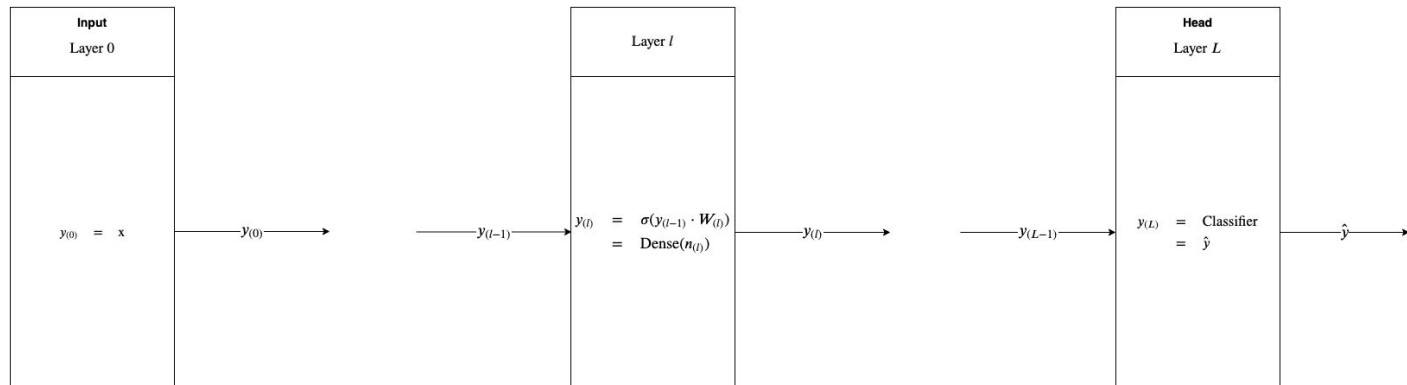 Input
Layer 0
y₍₀₎ = x
y₍₀₎
y₍l₋₁₎
Layer l
y₍l₎ = σ(y₍l₋₁₎ · W₍l₎)
= Dense(n₍l₎)
y₍l₎
y₍L₋₁₎
Head
Layer L
y₍L₎ = Classifier
= ŷ
ŷ